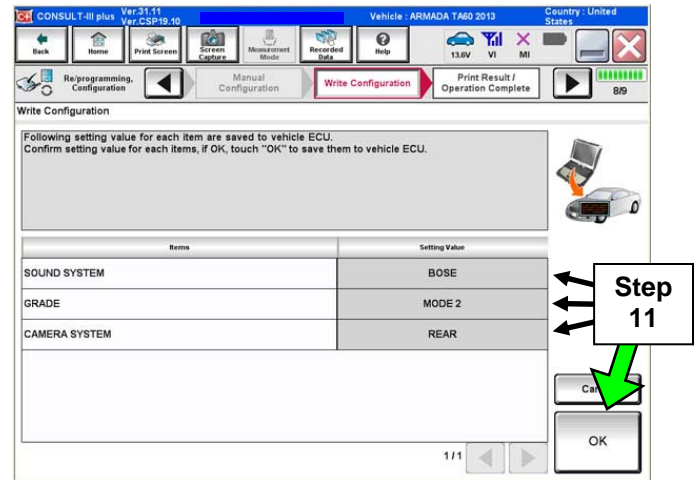 CONSULT-III plus
Ver.31.11
Ver.CSP19.10
Vehicle : ARMADA TA60 2013
Country : United
States
Back
Home
Print Screen
Screen
Capture
Measurement
Mode
Recorded
Data
Help
13.6V
VI
MI
Re/programming,
Configuration
Manual
Configuration
Write Configuration
Print Result /
Operation Complete
8/9
Write Configuration
Following setting value for each item are saved to vehicle ECU.
Confirm setting value for each items, if OK, touch "OK" to save them to vehicle ECU.
Items
Setting Value
SOUND SYSTEM
BOSE
GRADE
MODE 2
CAMERA SYSTEM
REAR
Step
11
OK
1/1